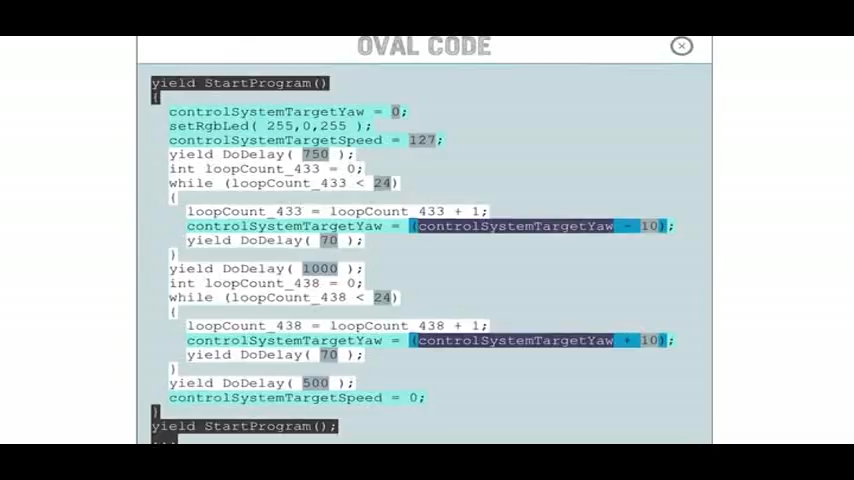 OVAL CODE
yield StartProgram()
{
controlSystemTargetYaw = 0;
setRgbLed( 255,0,255 );
controlSystemTargetSpeed = 127;
yield DoDelay( 750 );
int loopCount_433 = 0;
while (loopCount_433 < 24)
{
loopCount_433 = loopCount_433 + 1;
controlSystemTargetYaw = (controlSystemTargetYaw - 10);
yield DoDelay( 70 );
}
yield DoDelay( 1000 );
int loopCount_438 = 0;
while (loopCount_438 < 24)
{
loopCount_438 = loopCount_438 + 1;
controlSystemTargetYaw = (controlSystemTargetYaw + 10);
yield DoDelay( 70 );
}
yield DoDelay( 500 );
controlSystemTargetSpeed = 0;
}
yield StartProgram();